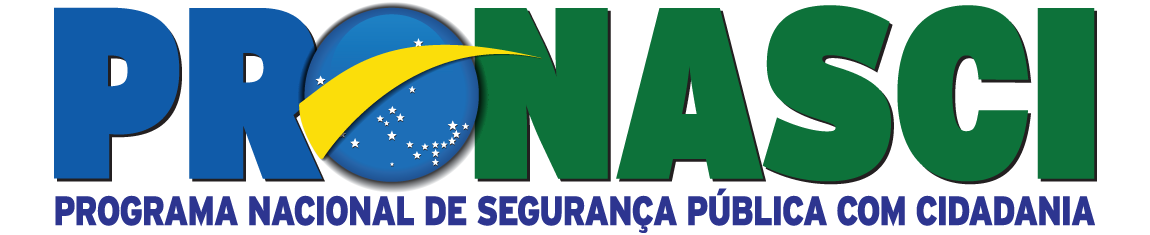 PRONASCI
PROGRAMA NACIONAL DE SEGURANÇA PÚBLICA COM CIDADANIA